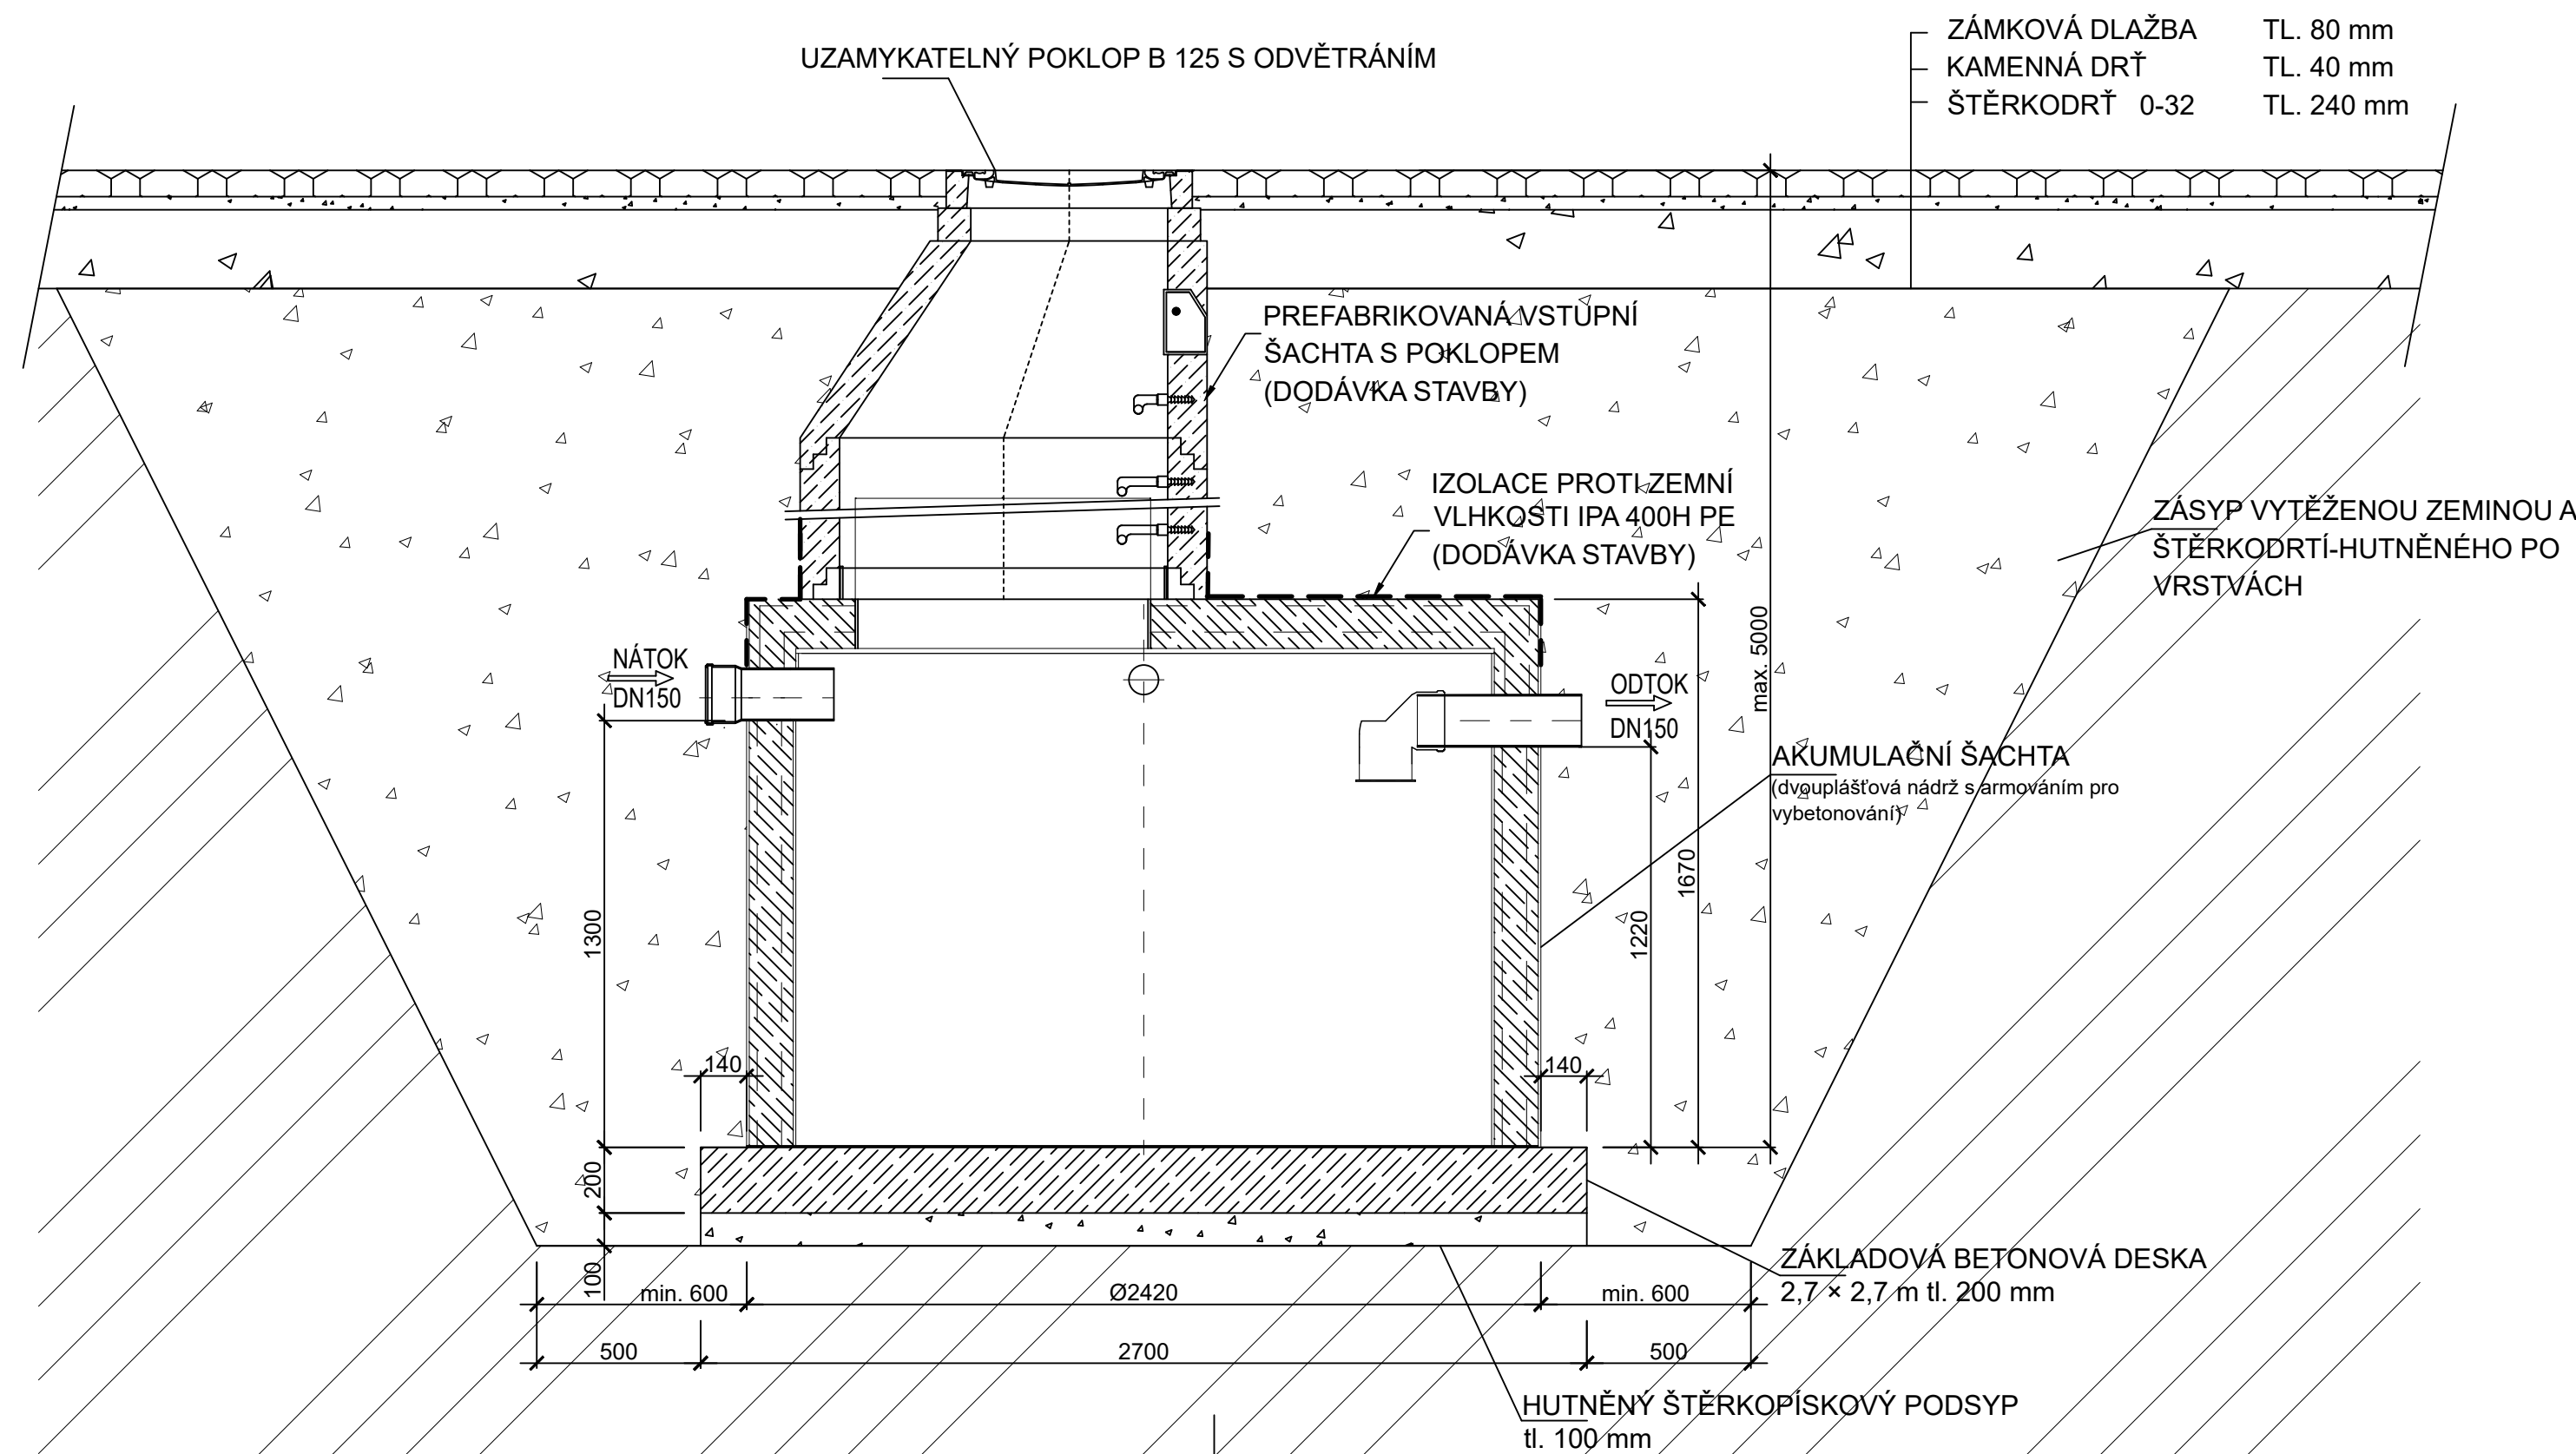 UZAMYKATELNÝ POKLOP B 125 S ODVĚTRÁNÍM
ZÁMKOVÁ DLAŽBA TL. 80 mm
KAMENNÁ DRŤ TL. 40 mm
ŠTĚRKODRŤ 0-32 TL. 240 mm
PREFABRIKOVANÁ VSTUPNÍ
ŠACHTA S POKLOPEM
(DODÁVKA STAVBY)
IZOLACE PROTI ZEMNÍ
VLHKOSTI IPA 400H PE
(DODÁVKA STAVBY)
ZÁSYP VYTĚŽENOU ZEMINOU A
ŠTĚRKODRTÍ-HUTNĚNÉHO PO
VRSTVÁCH
NÁTOK
DN150
ODTOK
DN150
max. 5000
AKUMULAČNÍ ŠACHTA
(dvouplášťová nádrž s armováním pro
vybetonování)
1300
1670
1220
140
140
200
100
ZÁKLADOVÁ BETONOVÁ DESKA
2,7 × 2,7 m tl. 200 mm
min. 600
Ø2420
min. 600
500
2700
500
HUTNĚNÝ ŠTĚRKOPÍSKOVÝ PODSYP
tl. 100 mm